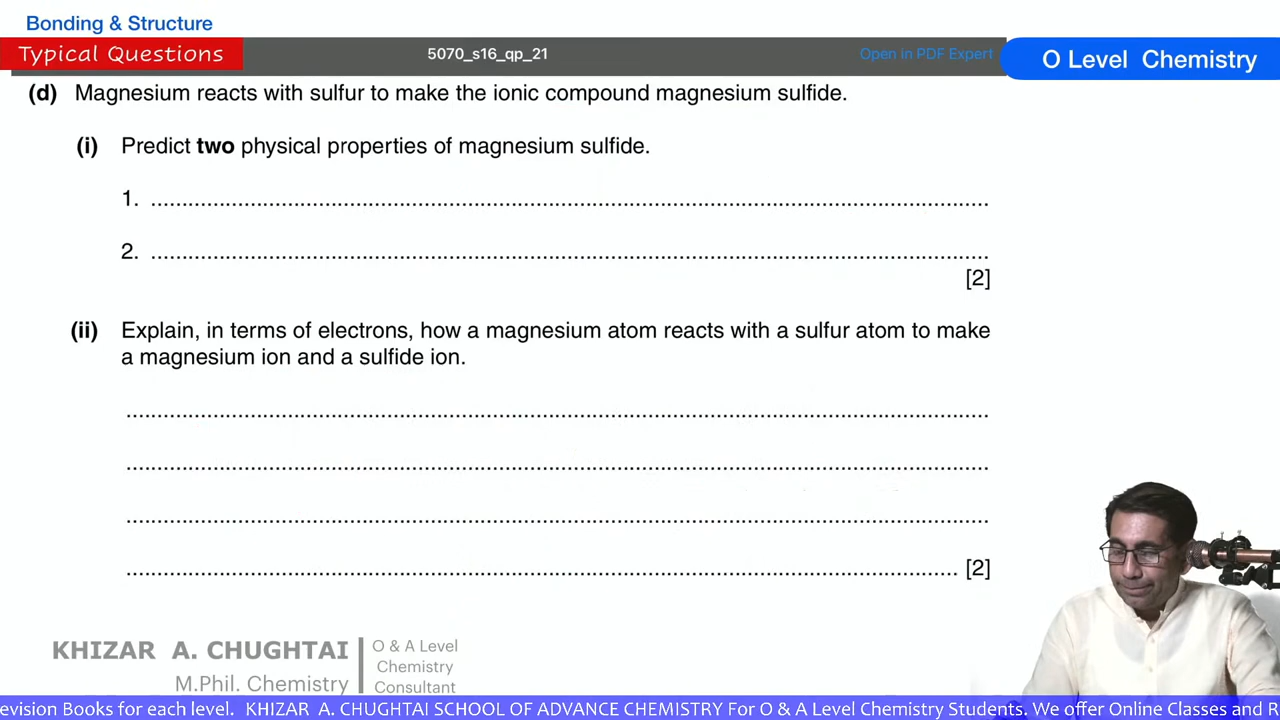 Bonding & Structure
Typical Questions
5070_s16_qp_21
Open in PDF Expert
O Level Chemistry
(d) Magnesium reacts with sulfur to make the ionic compound magnesium sulfide.
(i) Predict two physical properties of magnesium sulfide.
1. ........................................................................................................................
2. ........................................................................................................................
[2]
(ii) Explain, in terms of electrons, how a magnesium atom reacts with a sulfur atom to make
a magnesium ion and a sulfide ion.
........................................................................................................................
........................................................................................................................
........................................................................................................................
........................................................................................................................ [2]
KHIZAR A. CHUGHTAI
M.Phil. Chemistry
O & A Level
Chemistry
Consultant
evision Books for each level. KHIZAR A. CHUGHTAI SCHOOL OF ADVANCE CHEMISTRY For O & A Level Chemistry Students. We offer Online Classes and R